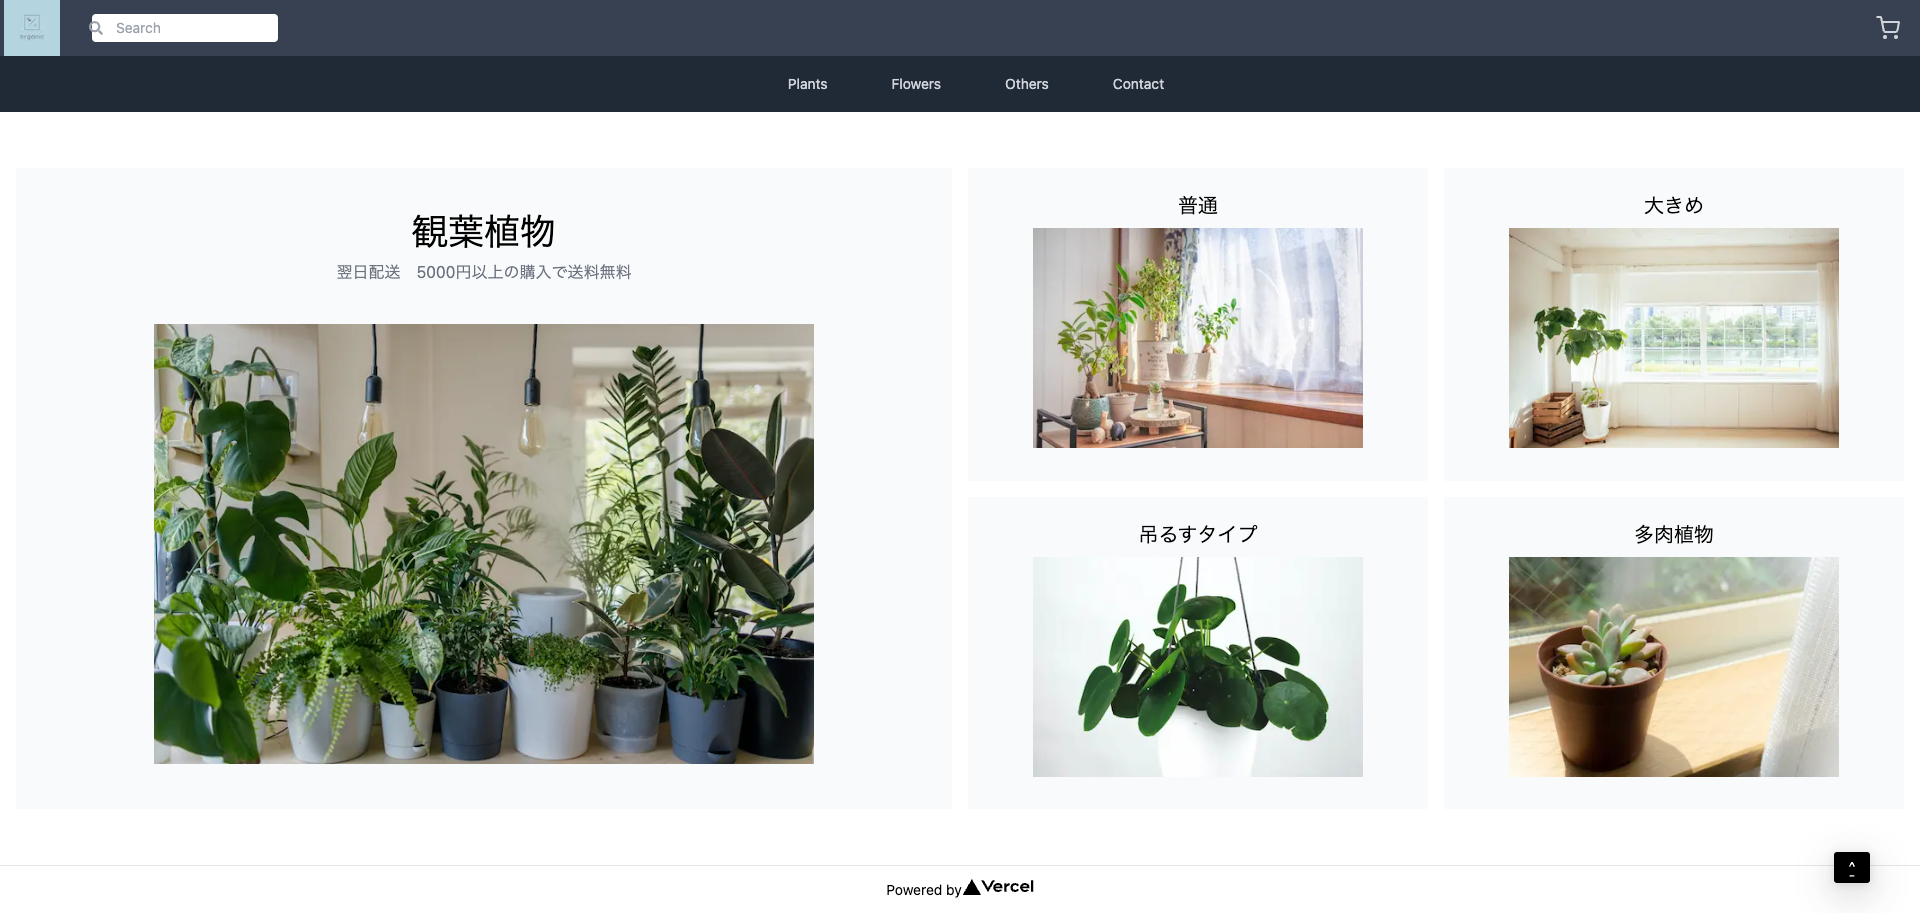 Search
Plants
Flowers
Others
Contact
観葉植物
翌日配送　5000円以上の購入で送料無料
普通
大きめ
吊るすタイプ
多肉植物
Powered by Vercel